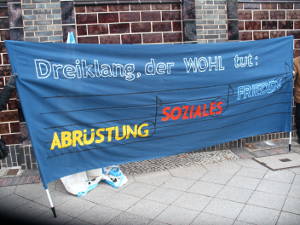 Dreiklang, der WOHL tut:
ABRÜSTUNG SOZIALES FRIEDEN